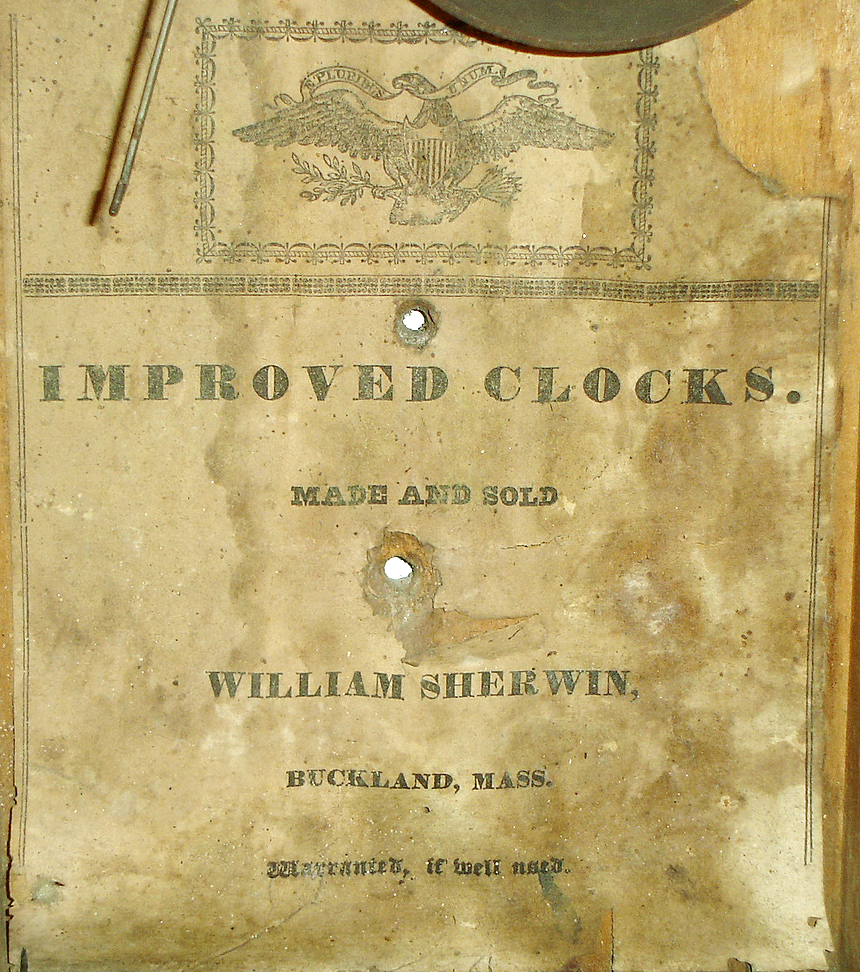 E PLURIBUS UNUM
IMPROVED CLOCKS.
MADE AND SOLD
WILLIAM SHERWIN,
BUCKLAND, MASS.
Warranted, if well used.